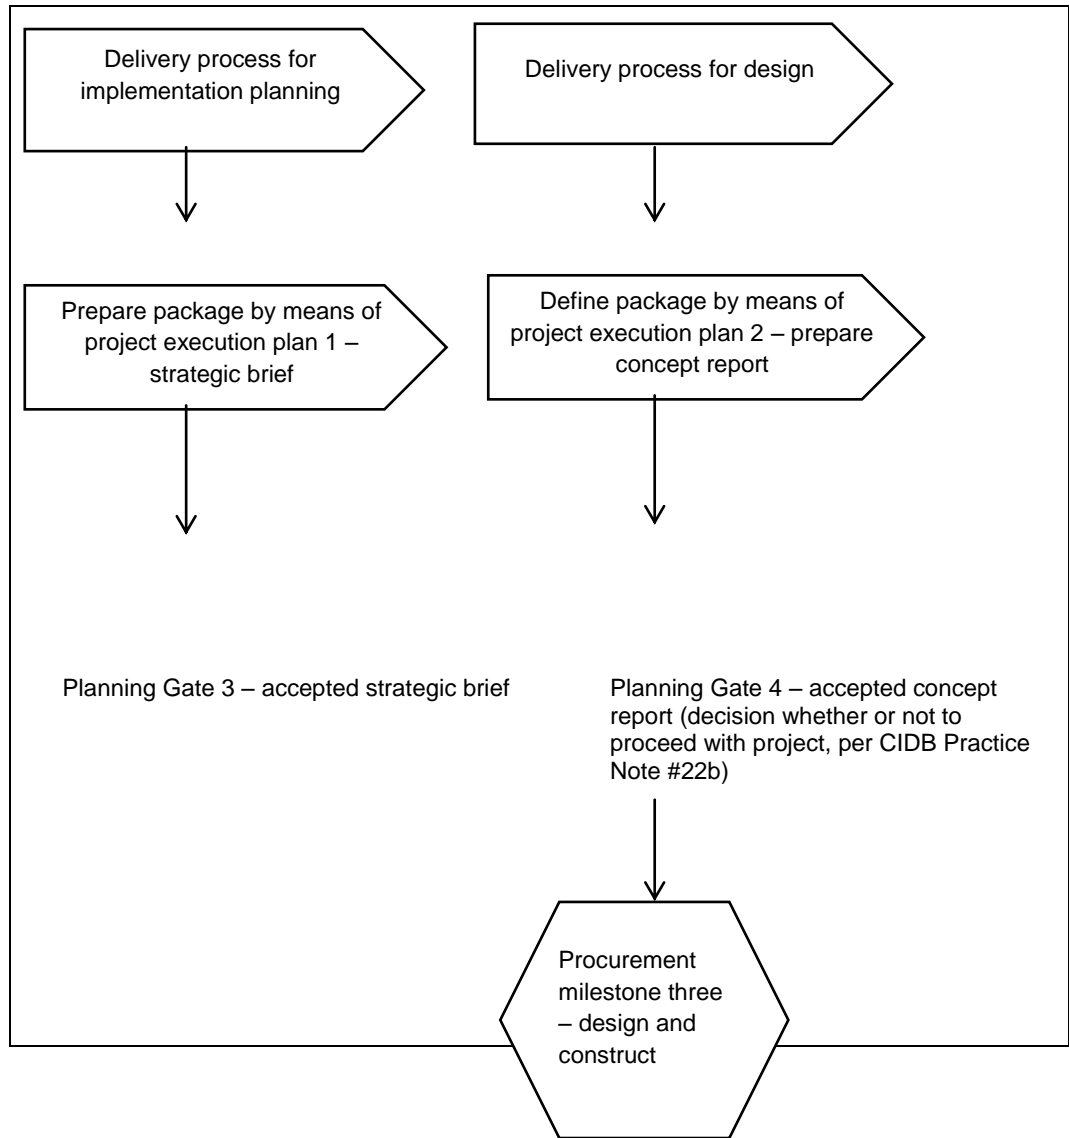 Delivery process for
implementation planning
Delivery process for design
Prepare package by means of
project execution plan 1 –
strategic brief
Define package by means of
project execution plan 2 – prepare
concept report
Planning Gate 3 – accepted strategic brief
Planning Gate 4 – accepted concept
report (decision whether or not to
proceed with project, per CIDB Practice
Note #22b)
Procurement
milestone three
– design and
construct